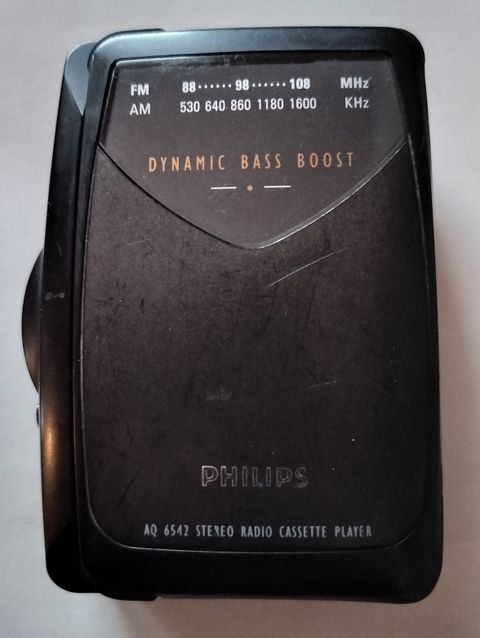 FM 88······98······108 MHz
AM 530 640 860 1180 1600 KHz
DYNAMIC BASS BOOST
PHILIPS
AQ 6542 STEREO RADIO CASSETTE PLAYER